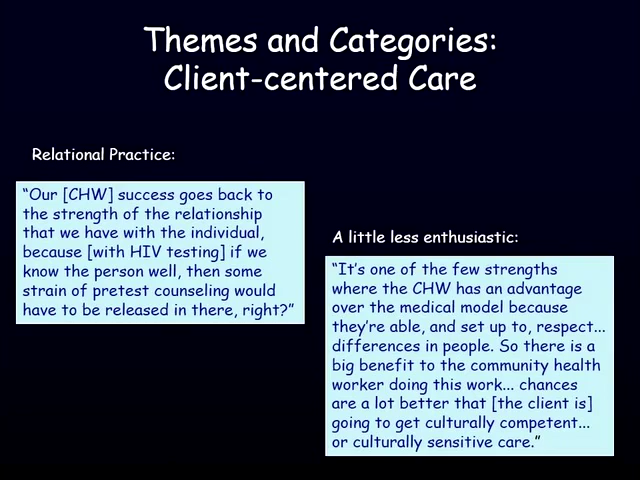 Themes and Categories:
Client-centered Care
Relational Practice:
“Our [CHW] success goes back to
the strength of the relationship
that we have with the individual,
because [with HIV testing] if we
know the person well, then some
strain of pretest counseling would
have to be released in there, right?”
A little less enthusiastic:
“It’s one of the few strengths
where the CHW has an advantage
over the medical model because
they’re able, and set up to, respect...
differences in people. So there is a
big benefit to the community health
worker doing this work... chances
are a lot better that [the client is]
going to get culturally competent...
or culturally sensitive care.”